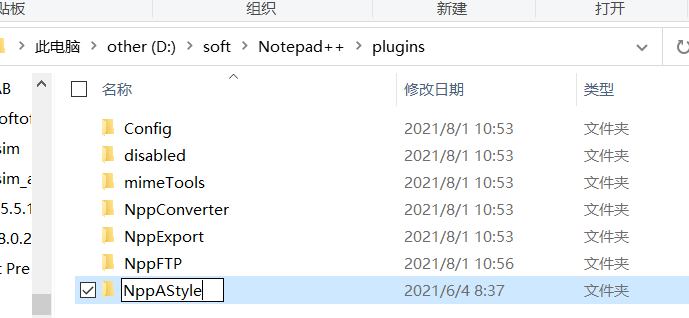 贴板 组织 新建 打开
此电脑 > other (D:) > soft > Notepad++ > plugins
名称 修改日期 类型
Config 2021/8/1 10:53 文件夹
disabled 2021/8/1 10:53 文件夹
mimeTools 2021/8/1 10:53 文件夹
NppConverter 2021/8/1 10:53 文件夹
NppExport 2021/8/1 10:53 文件夹
NppFTP 2021/8/1 10:56 文件夹
NppAStyle 2021/6/4 8:37 文件夹
AB
oftof
sim
sim_a
5.5.1
8.0.2
t Pre